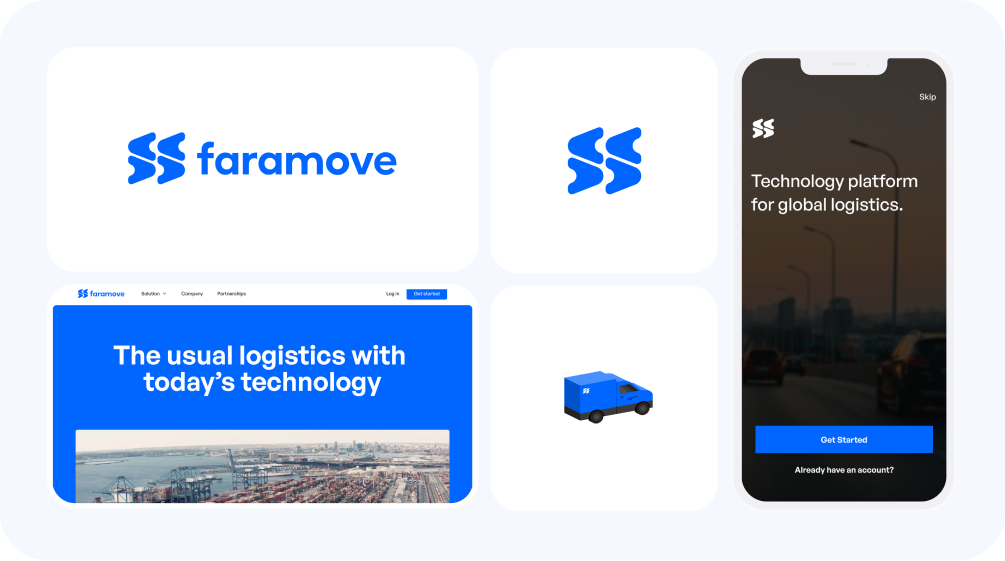 faramove
faramove
Solution
Company
Partnerships
Log in
Get started
The usual logistics with
today’s technology
Skip
Technology platform
for global logistics.
Get Started
Already have an account?